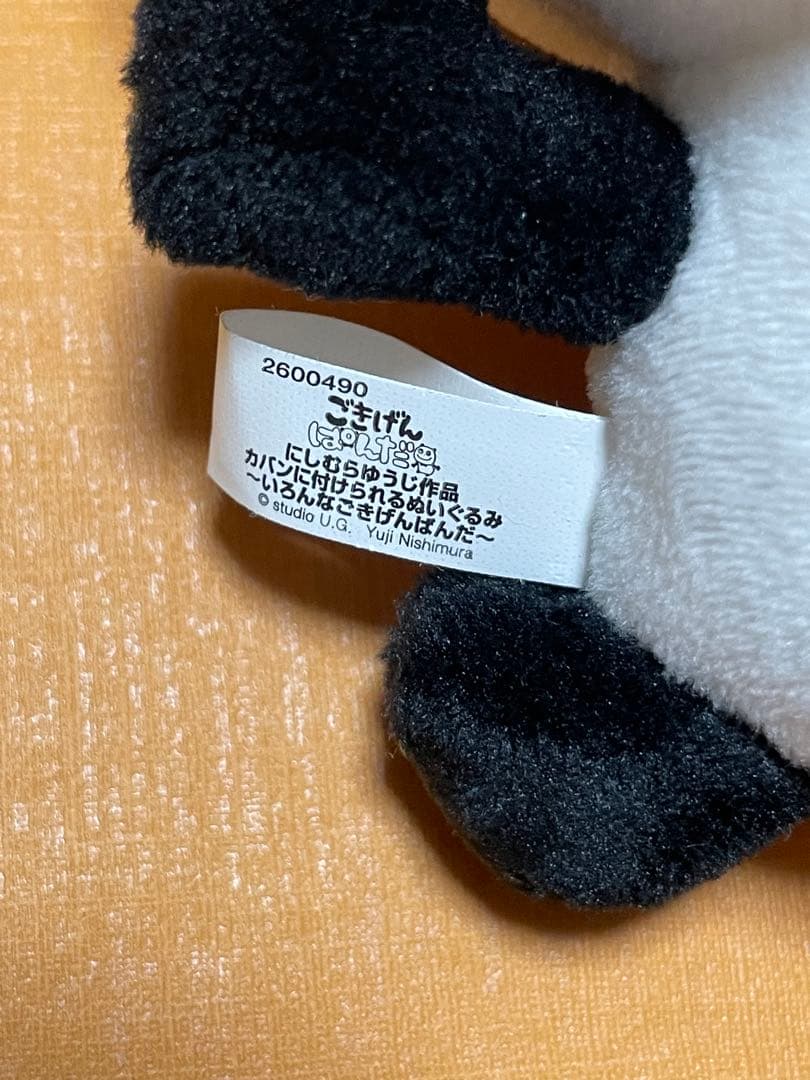 2600490
ごきげん
ぱんだ
にしむらゆうじ作品
カバンに付けられるぬいぐるみ
～いろんなごきげんぱんだ～
© studio U.G. Yuji Nishimura